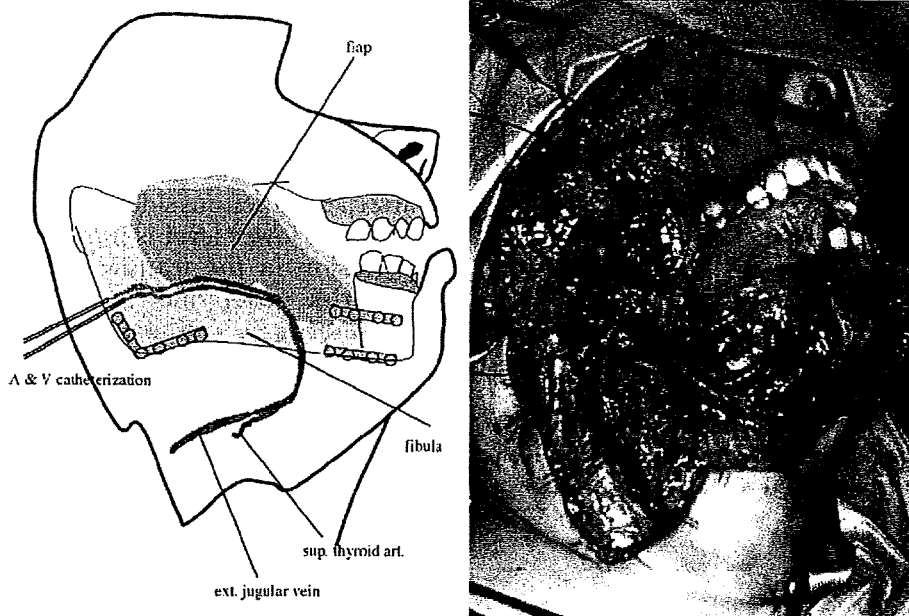 flap
A & V catheterization
fibula
sup. thyroid art.
ext. jugular vein